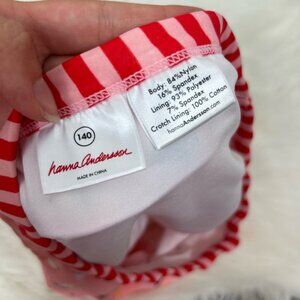 140
hanna Andersson
MADE IN CHINA
Body: 84%Nylon
16% Spandex
Lining: 93% Polyester
7% Spandex
Crotch Lining: 100% Cotton
hannaAndersson.com